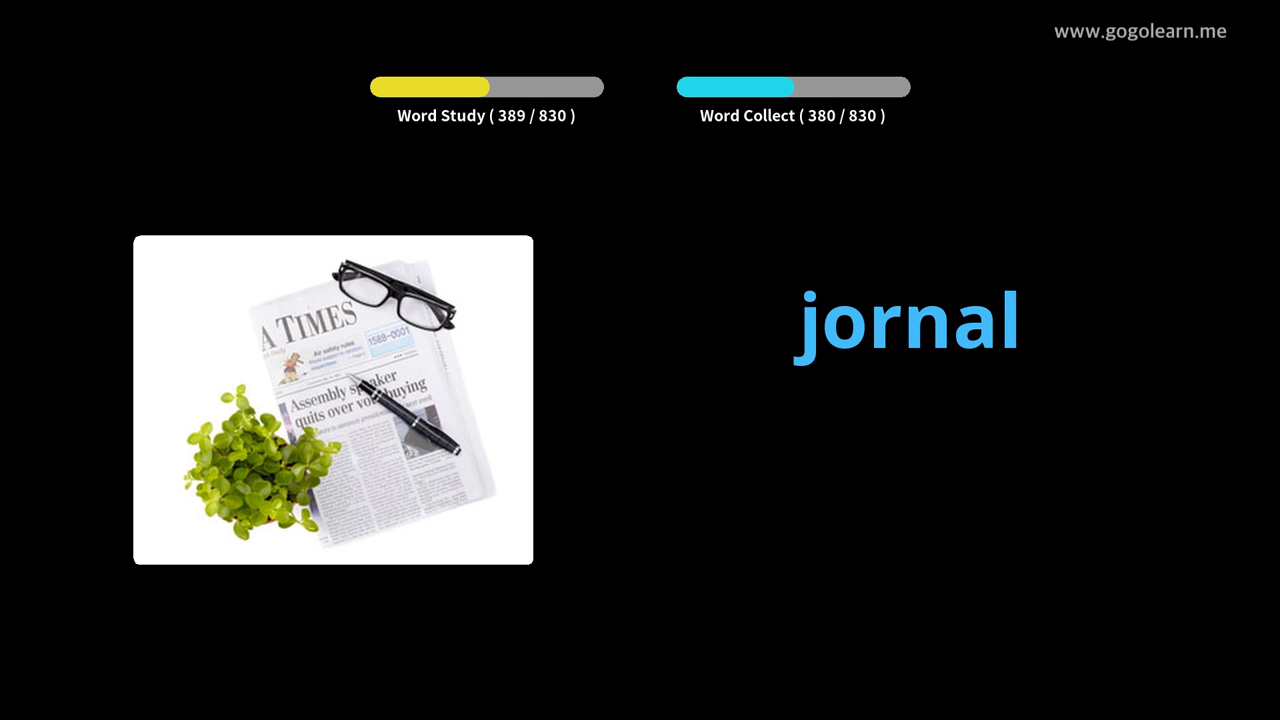 www.gogolearn.me
Word Study ( 389 / 830 )
Word Collect ( 380 / 830 )
jornal
A TIMES
Air safety rules
1588-0001
Assembly speaker
quits over vote buying